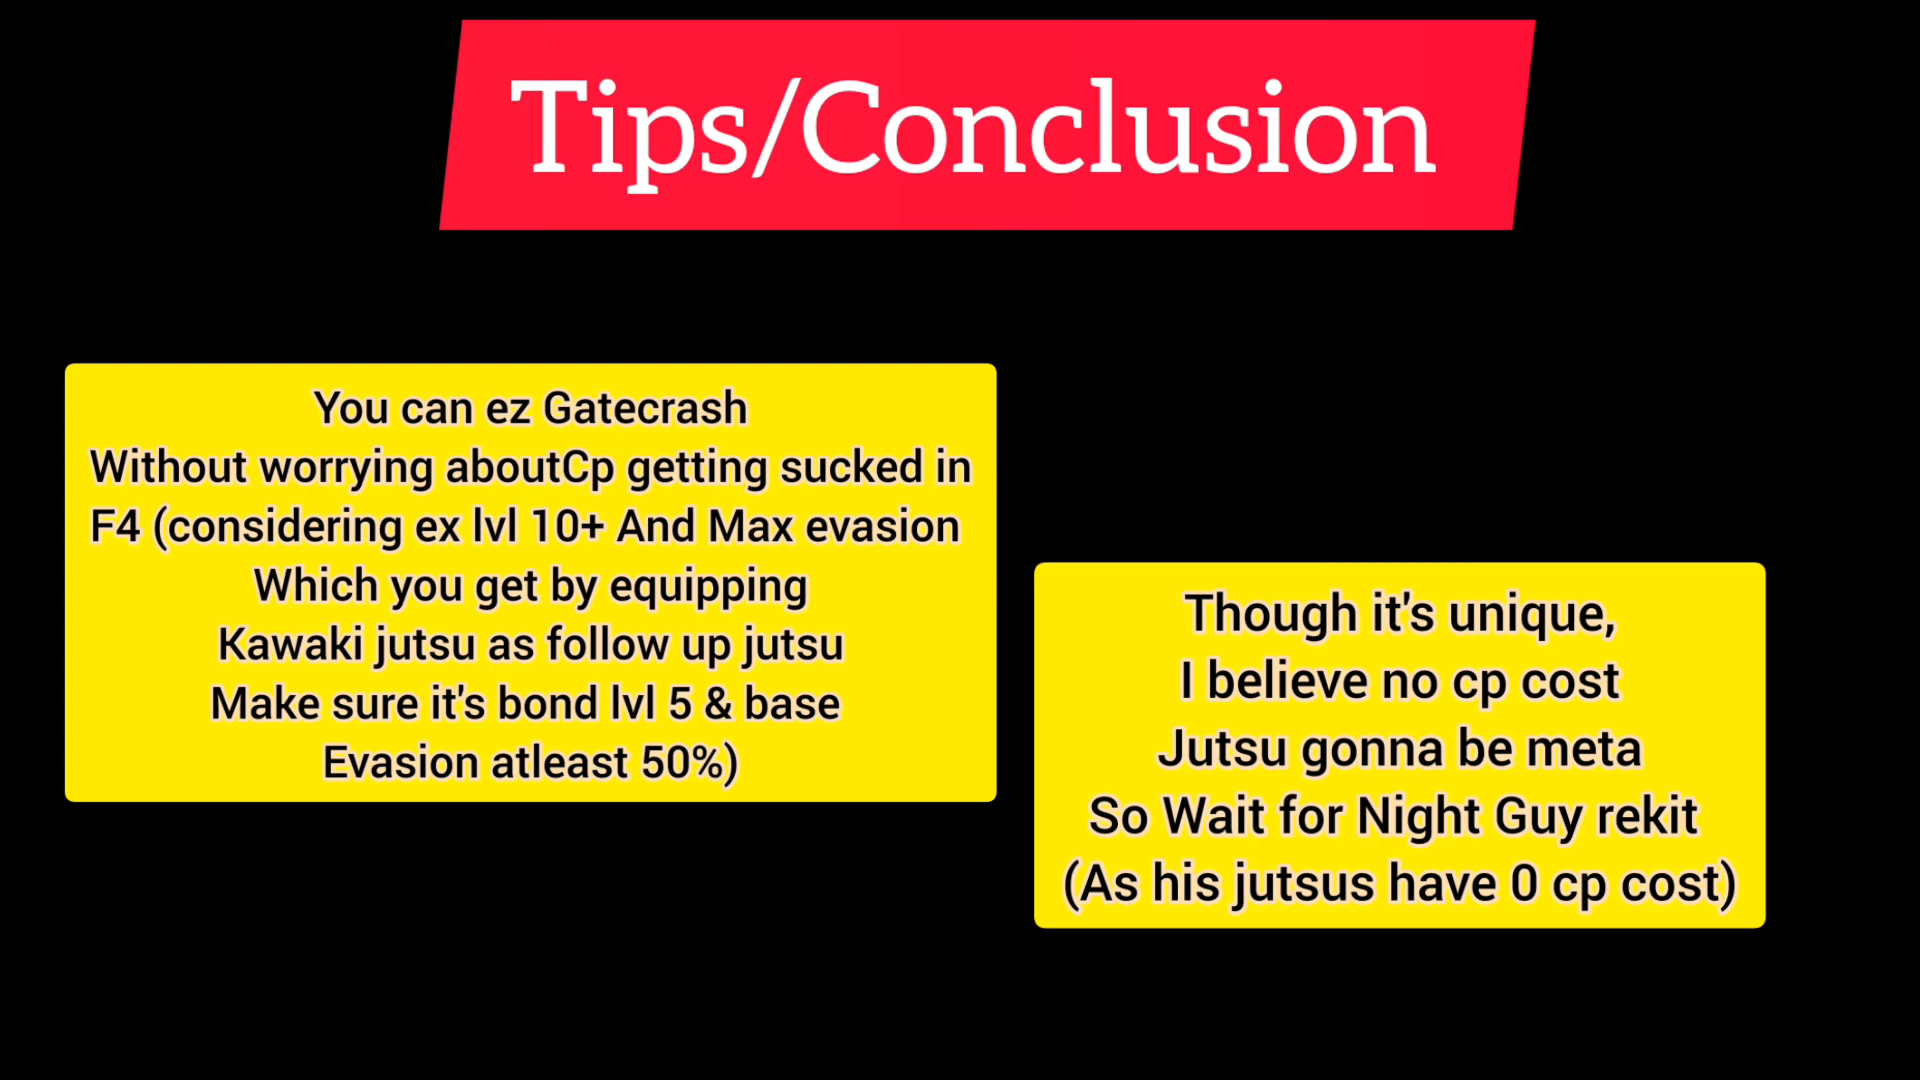 Tips/Conclusion
You can ez Gatecrash
Without worrying aboutCp getting sucked in
F4 (considering ex lvl 10+ And Max evasion
Which you get by equipping
Kawaki jutsu as follow up jutsu
Make sure it's bond lvl 5 & base
Evasion atleast 50%)
Though it's unique,
I believe no cp cost
Jutsu gonna be meta
So Wait for Night Guy rekit
(As his jutsus have 0 cp cost)